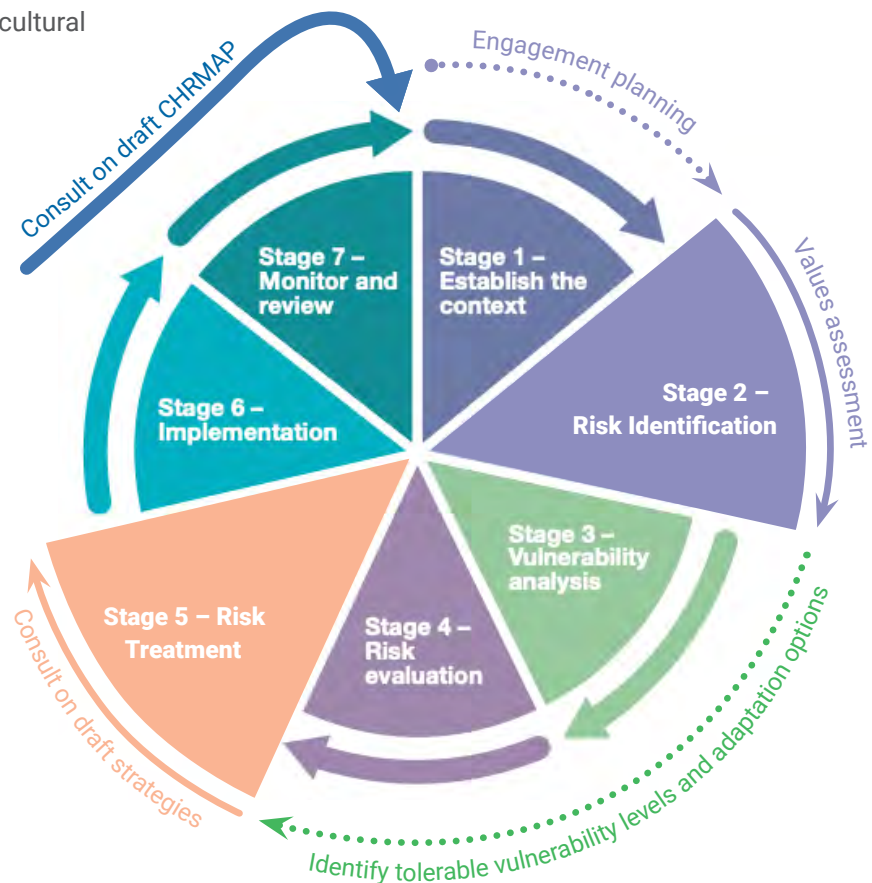 cultural
Consult on draft CHRMAP
Engagement planning
Values assessment
Stage 7 –
Monitor and
review
Stage 1 –
Establish the
context
Stage 2 –
Risk Identification
Stage 6 –
Implementation
Stage 3 –
Vulnerability
analysis
Stage 5 – Risk
Treatment
Stage 4 –
Risk
evaluation
Consult on draft strategies
Identify tolerable vulnerability levels and adaptation options